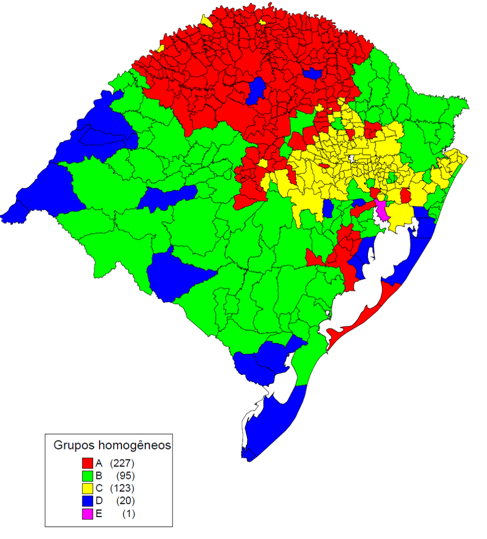 Grupos homogêneos
A (227)
B (95)
C (123)
D (20)
E (1)